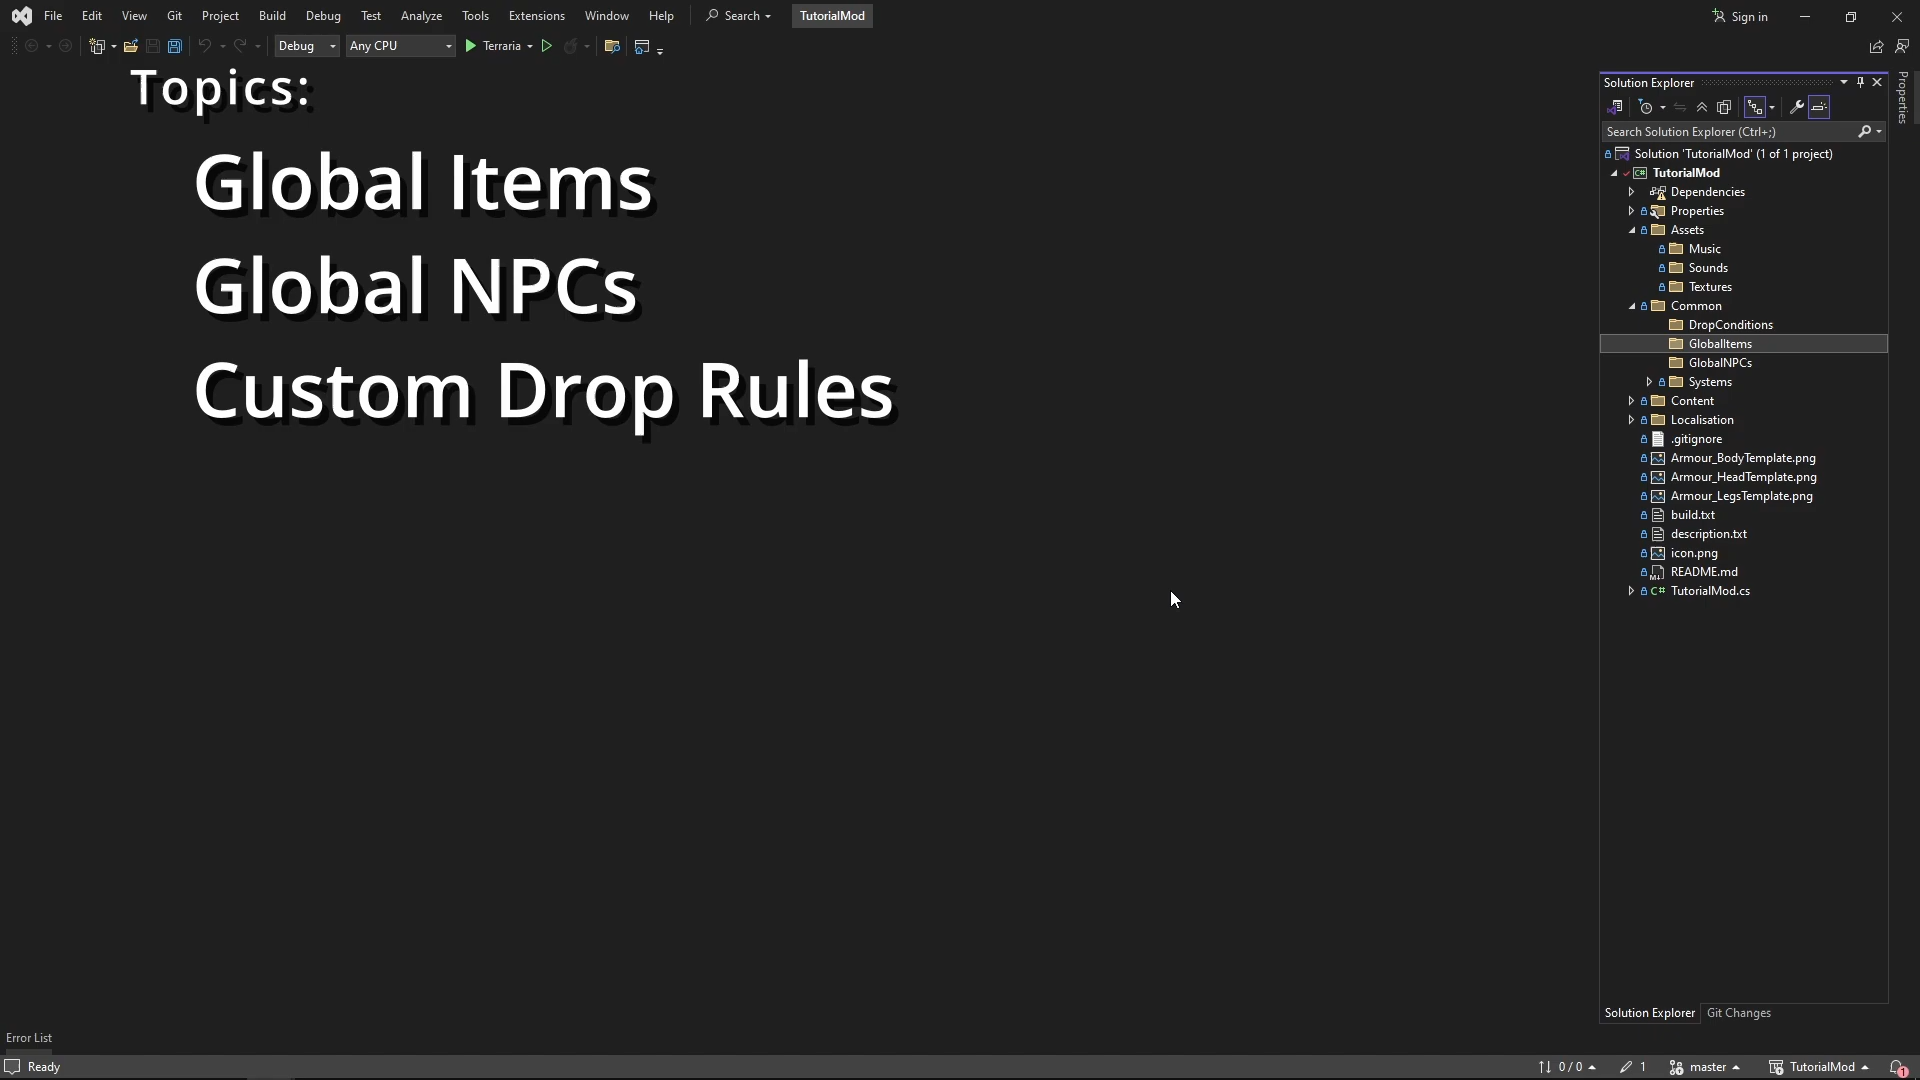 File Edit View Git Project Build Debug Test Analyze Tools Extensions Window Help Search TutorialMod Sign in
Debug Any CPU Terraria
Topics:
Global Items
Global NPCs
Custom Drop Rules
Solution Explorer
Search Solution Explorer (Ctrl+;)
Solution 'TutorialMod' (1 of 1 project)
TutorialMod
Dependencies
Properties
Assets
Music
Sounds
Textures
Common
DropConditions
GlobalItems
GlobalNPCs
Systems
Content
Localisation
.gitignore
Armour_BodyTemplate.png
Armour_HeadTemplate.png
Armour_LegsTemplate.png
build.txt
description.txt
icon.png
README.md
C# TutorialMod.cs
Solution Explorer Git Changes
Properties
Error List
Ready 0 / 0 1 master TutorialMod 1